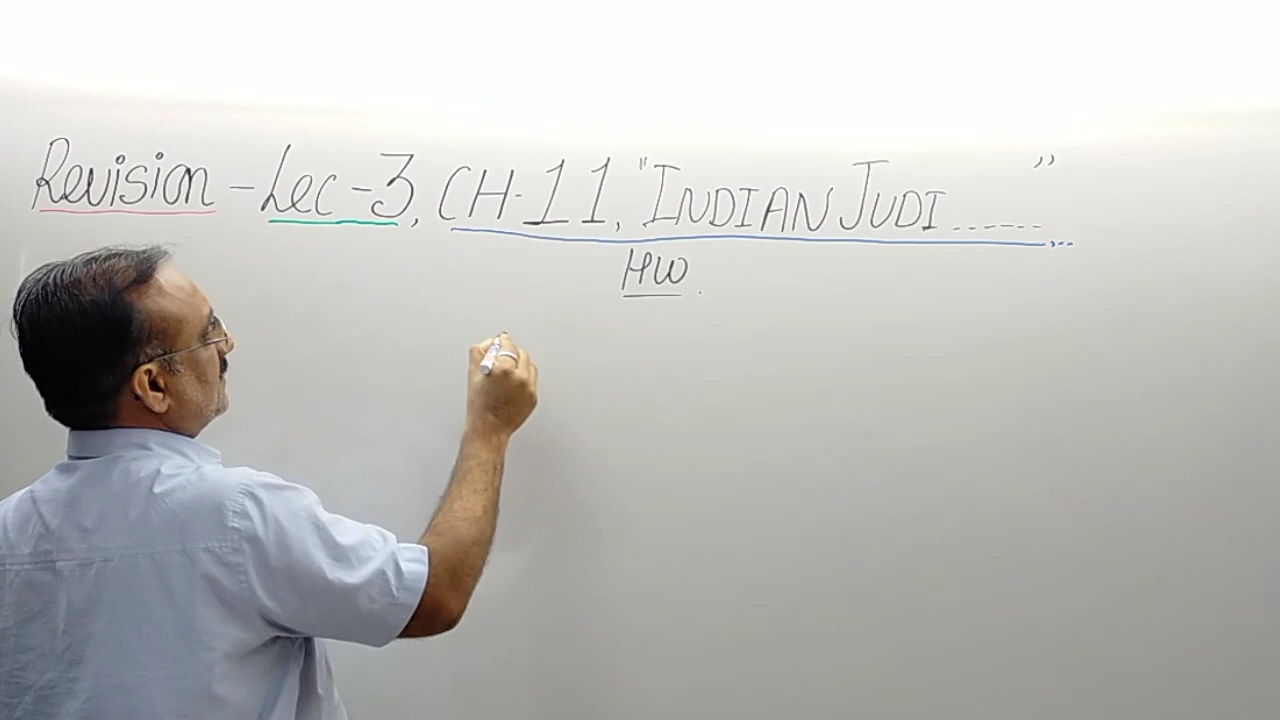 Revision - Lec - 3, CH-11, "INDIAN JUDI ......"
HW.